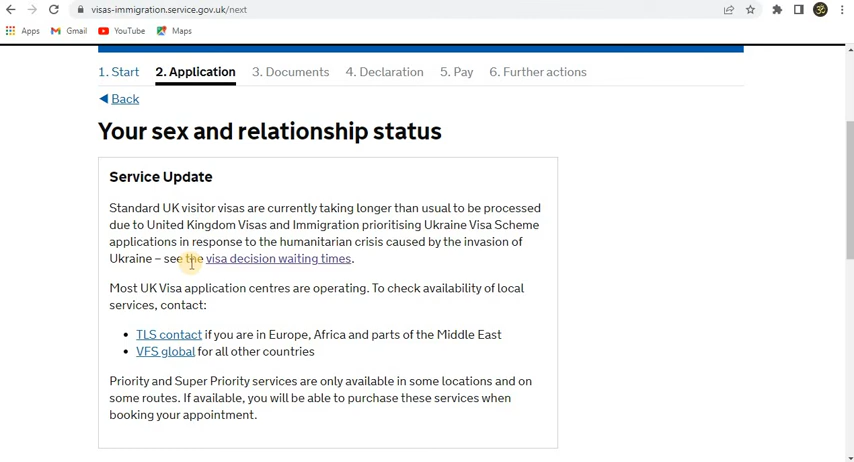 visas-immigration.service.gov.uk/next
Apps Gmail YouTube Maps
1. Start 2. Application 3. Documents 4. Declaration 5. Pay 6. Further actions
Back
Your sex and relationship status
Service Update
Standard UK visitor visas are currently taking longer than usual to be processed
due to United Kingdom Visas and Immigration prioritising Ukraine Visa Scheme
applications in response to the humanitarian crisis caused by the invasion of
Ukraine – see the visa decision waiting times.
Most UK Visa application centres are operating. To check availability of local
services, contact:
• TLS contact if you are in Europe, Africa and parts of the Middle East
• VFS global for all other countries
Priority and Super Priority services are only available in some locations and on
some routes. If available, you will be able to purchase these services when
booking your appointment.